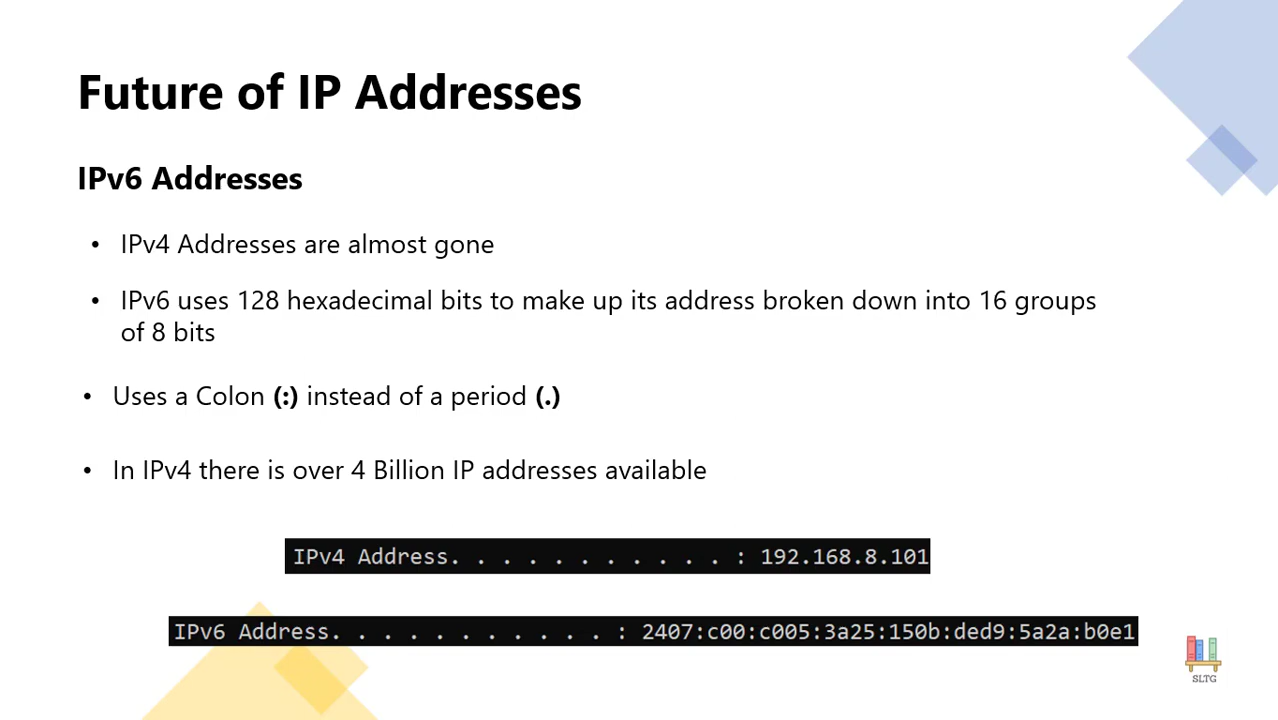 Future of IP Addresses
IPv6 Addresses
• IPv4 Addresses are almost gone
• IPv6 uses 128 hexadecimal bits to make up its address broken down into 16 groups
of 8 bits
• Uses a Colon (:) instead of a period (.)
• In IPv4 there is over 4 Billion IP addresses available
IPv4 Address. . . . . . . . . . . : 192.168.8.101
IPv6 Address. . . . . . . . . . . : 2407:c00:c005:3a25:150b:ded9:5a2a:b0e1
SLTG